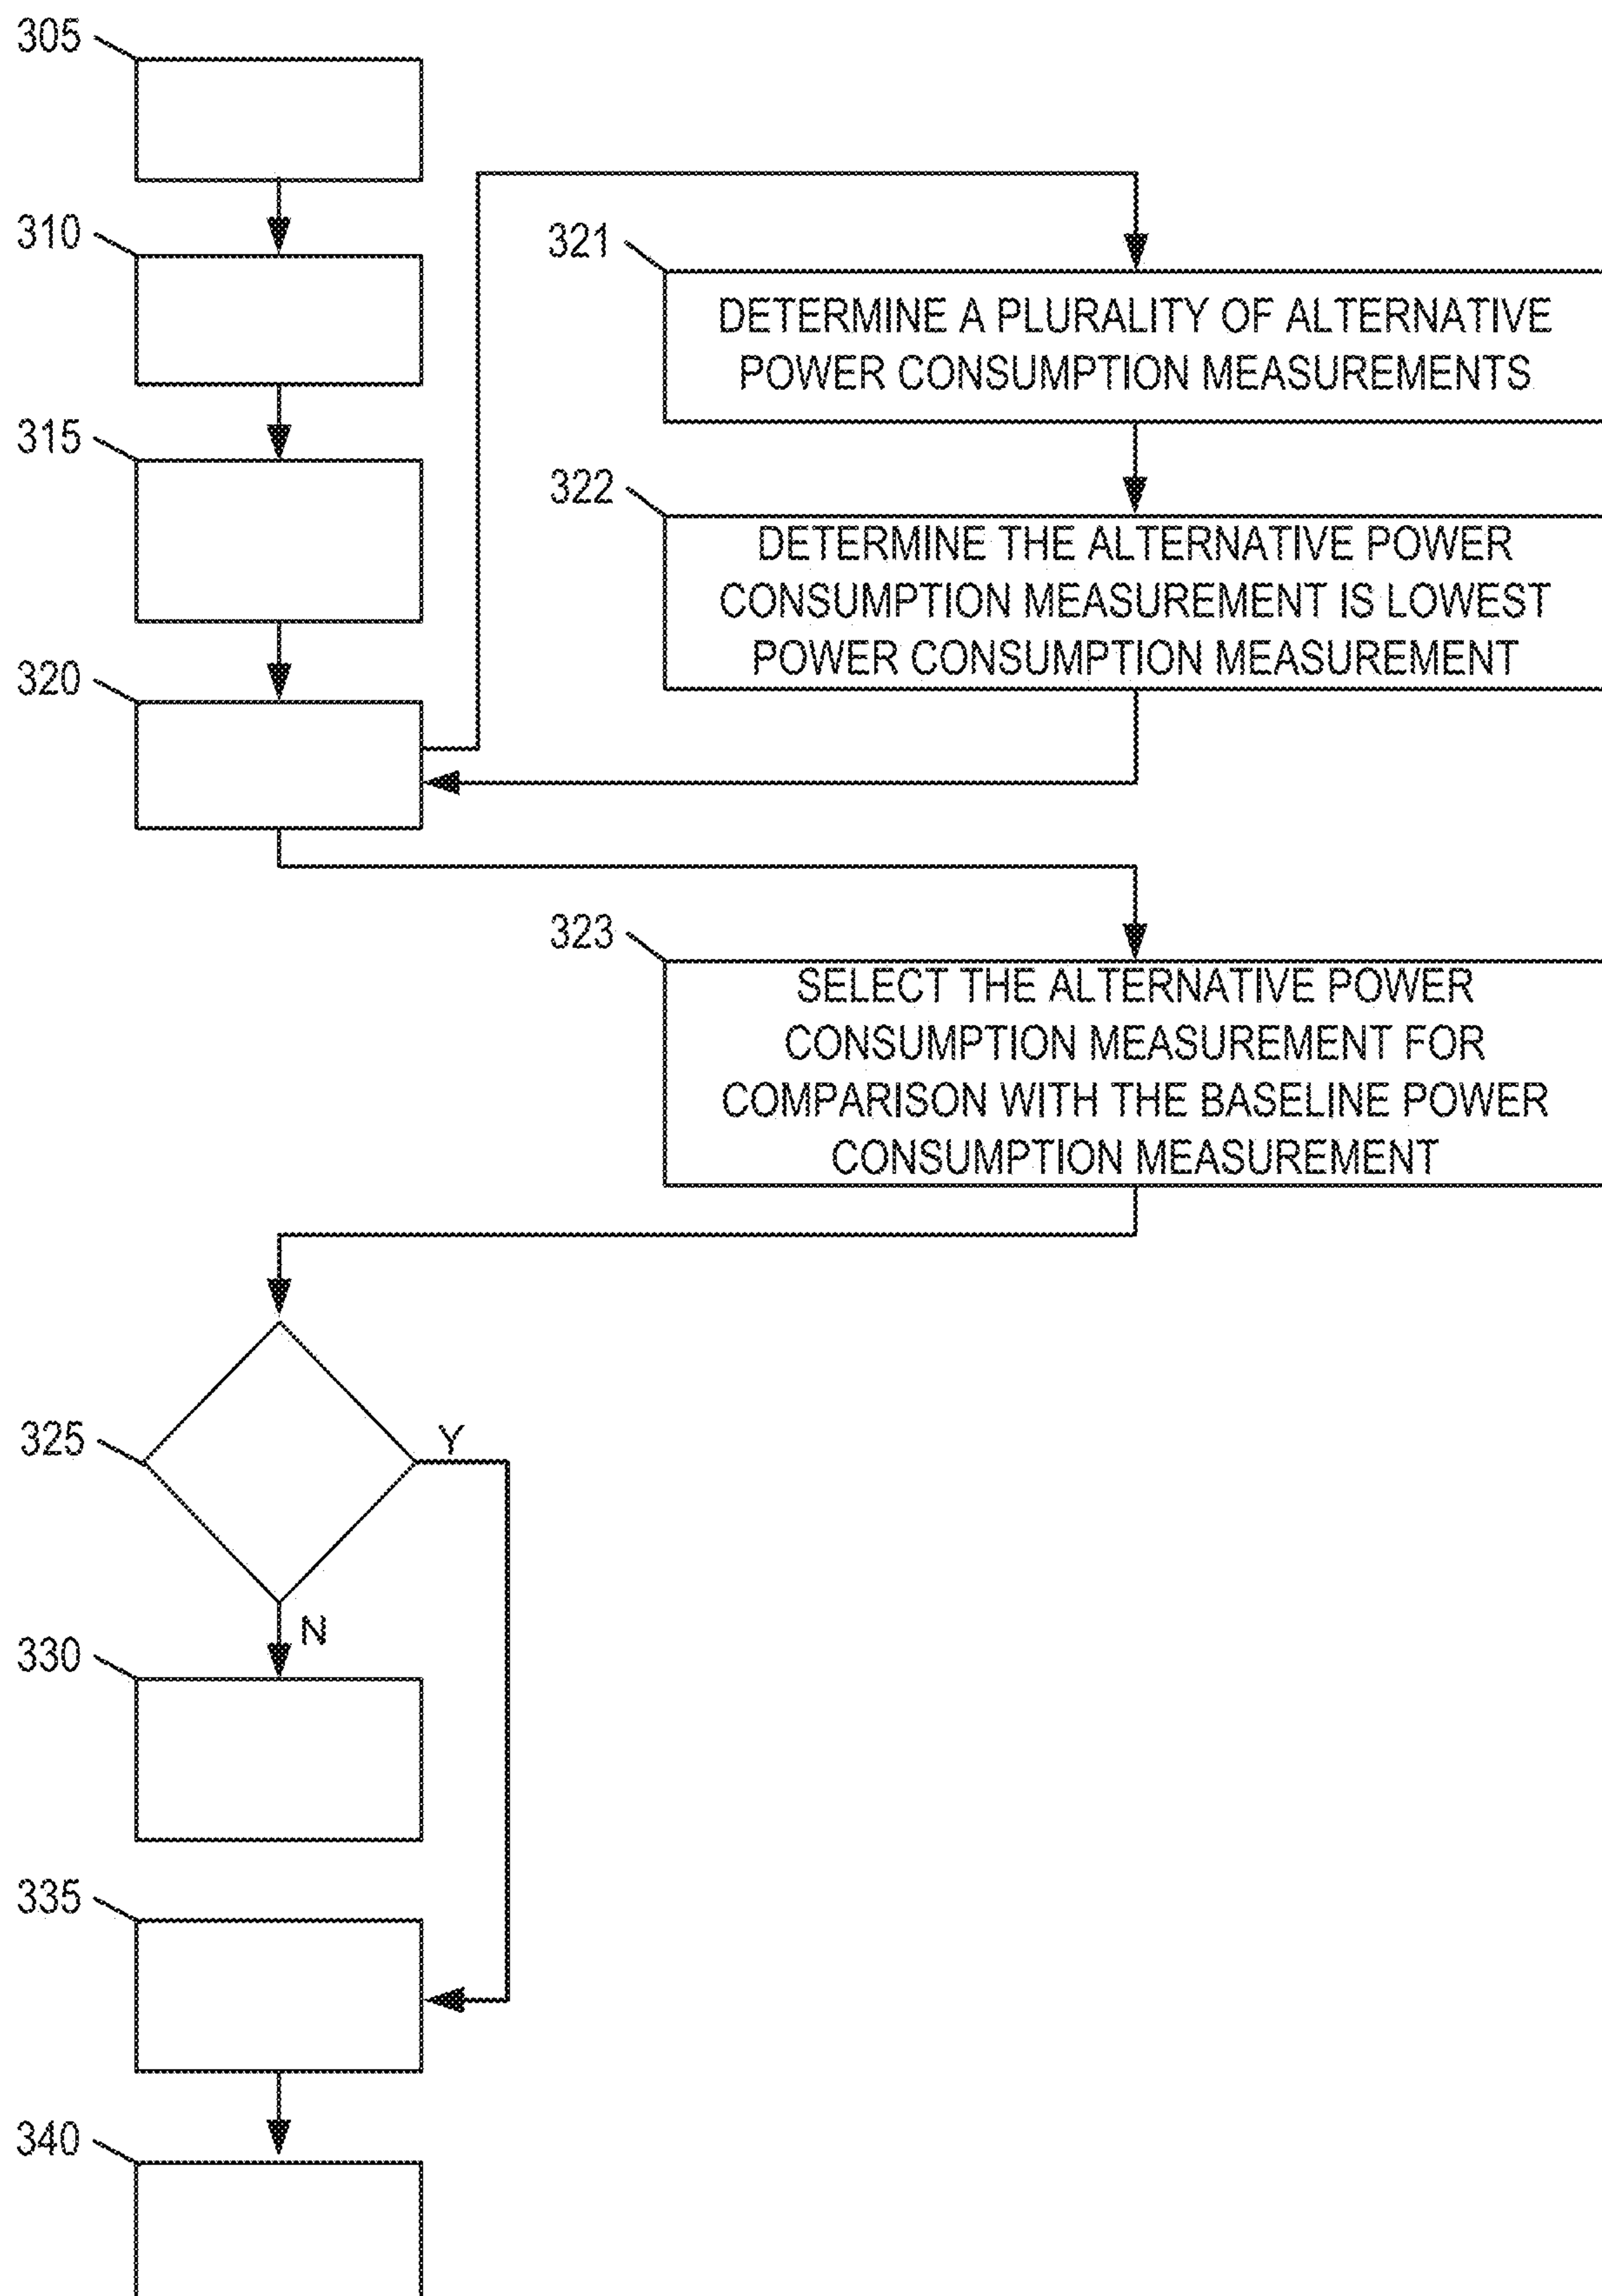 305
310
321
DETERMINE A PLURALITY OF ALTERNATIVE
POWER CONSUMPTION MEASUREMENTS
315
322
DETERMINE THE ALTERNATIVE POWER
CONSUMPTION MEASUREMENT IS LOWEST
POWER CONSUMPTION MEASUREMENT
320
323
SELECT THE ALTERNATIVE POWER
CONSUMPTION MEASUREMENT FOR
COMPARISON WITH THE BASELINE POWER
CONSUMPTION MEASUREMENT
325
Y
N
330
335
340